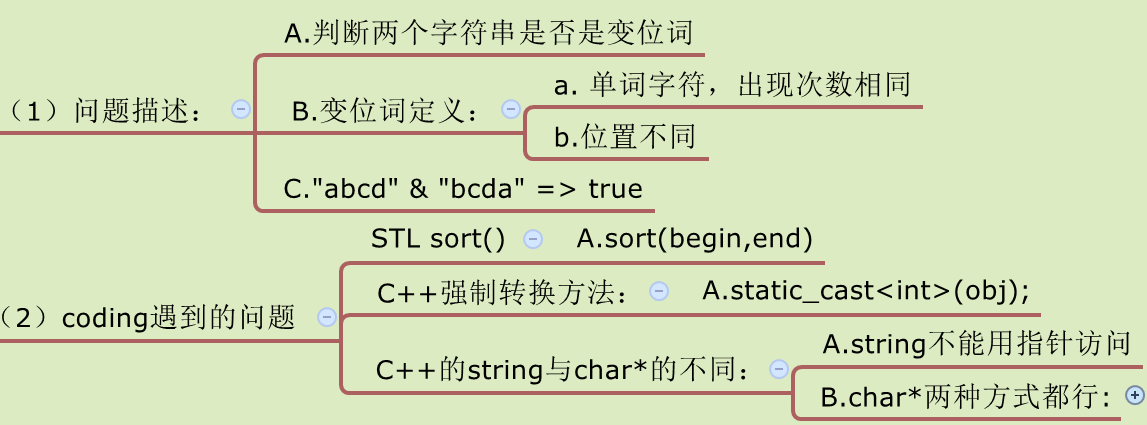 （1）问题描述：
A.判断两个字符串是否是变位词
B.变位词定义：
a. 单词字符，出现次数相同
b.位置不同
C."abcd" & "bcda" => true
（2）coding遇到的问题
STL sort()
A.sort(begin,end)
C++强制转换方法：
A.static_cast<int>(obj);
C++的string与char*的不同：
A.string不能用指针访问
B.char*两种方式都行: